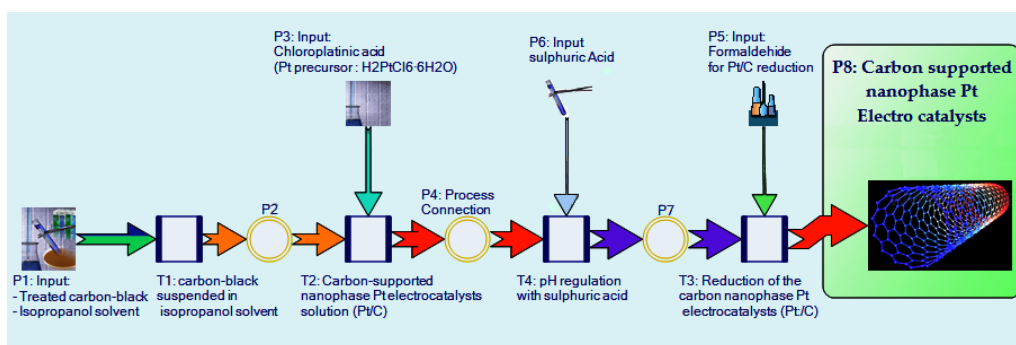 P3: Input:
Chloroplatinic acid
(Pt precursor : H2PtCl6·6H2O)
P6: Input
sulphuric Acid
P5: Input:
Formaldehide
for Pt/C reduction
P8: Carbon supported
nanophase Pt
Electro catalysts
P2
P4: Process
Connection
P7
P1: Input:
- Treated carbon-black
- Isopropanol solvent
T1: carbon-black
suspended in
isopropanol solvent
T2: Carbon-supported
nanophase Pt electrocatalysts
solution (Pt/C)
T4: pH regulation
with sulphuric acid
T3: Reduction of the
carbon nanophase Pt
electrocatalysts (Pt:/C)